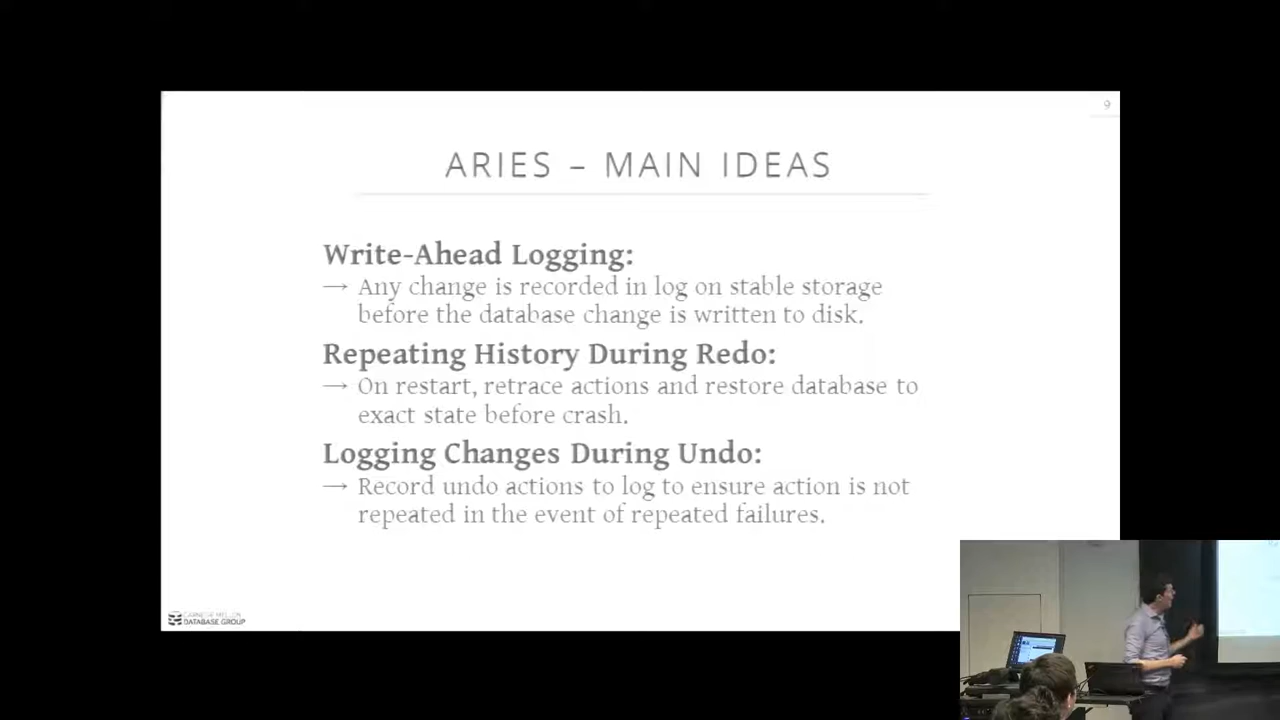 9
ARIES – MAIN IDEAS
Write-Ahead Logging:
→ Any change is recorded in log on stable storage
before the database change is written to disk.
Repeating History During Redo:
→ On restart, retrace actions and restore database to
exact state before crash.
Logging Changes During Undo:
→ Record undo actions to log to ensure action is not
repeated in the event of repeated failures.
CARNEGIE MELLON
DATABASE GROUP